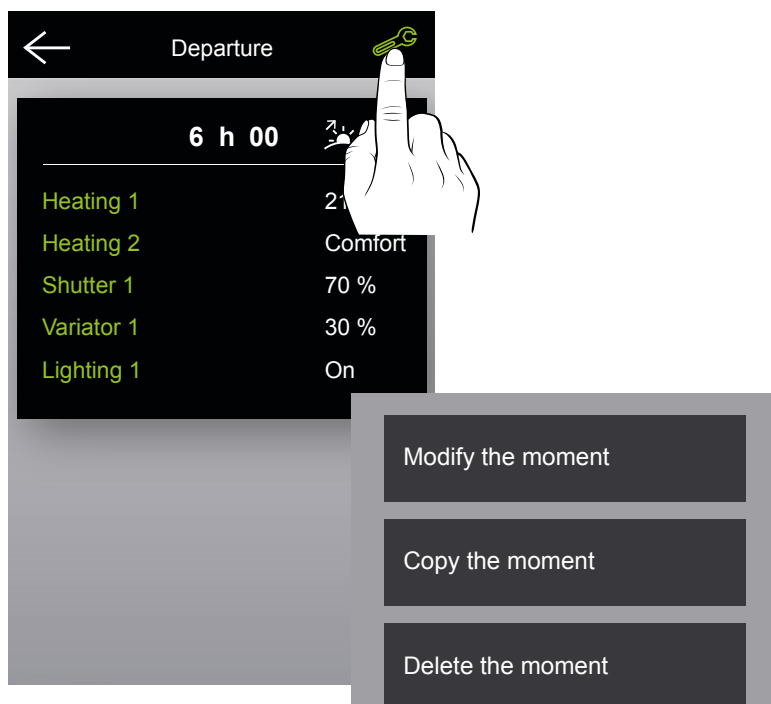 Departure
6 h 00
Heating 1
Heating 2 Comfort
Shutter 1 70 %
Variator 1 30 %
Lighting 1 On
Modify the moment
Copy the moment
Delete the moment